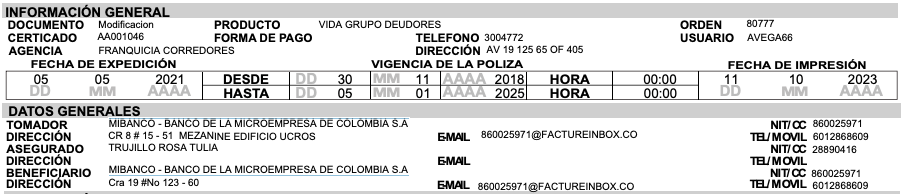 INFORMACIÓN GENERAL
DOCUMENTO Modificacion PRODUCTO VIDA GRUPO DEUDORES ORDEN 80777
CERTICADO AA001046 FORMA DE PAGO TELEFONO 3004772 USUARIO AVEGA66
AGENCIA FRANQUICIA CORREDORES DIRECCIÓN AV 19 125 65 OF 405
FECHA DE EXPEDICIÓN VIGENCIA DE LA POLIZA FECHA DE IMPRESIÓN
05 05 2021 DESDE DD 30 MM 11 AAAA 2018 HORA 00:00 11 10 2023
DD MM AAAA HASTA DD 05 MM 01 AAAA 2025 HORA 00:00 DD MM AAAA
DATOS GENERALES
TOMADOR MIBANCO - BANCO DE LA MICROEMPRESA DE COLOMBIA S.A NIT/CC 860025971
DIRECCIÓN CR 8 # 15 - 51 MEZANINE EDIFICIO UCROS E-MAIL 860025971@FACTUREINBOX.CO TEL/MOVIL 6012868609
ASEGURADO TRUJILLO ROSA TULIA NIT/CC 28890416
DIRECCIÓN E-MAIL TEL/MOVIL
BENEFICIARIO MIBANCO - BANCO DE LA MICROEMPRESA DE COLOMBIA S.A NIT/CC 860025971
DIRECCIÓN Cra 19 #No 123 - 60 E-MAIL 860025971@FACTUREINBOX.CO TEL/MOVIL 6012868609